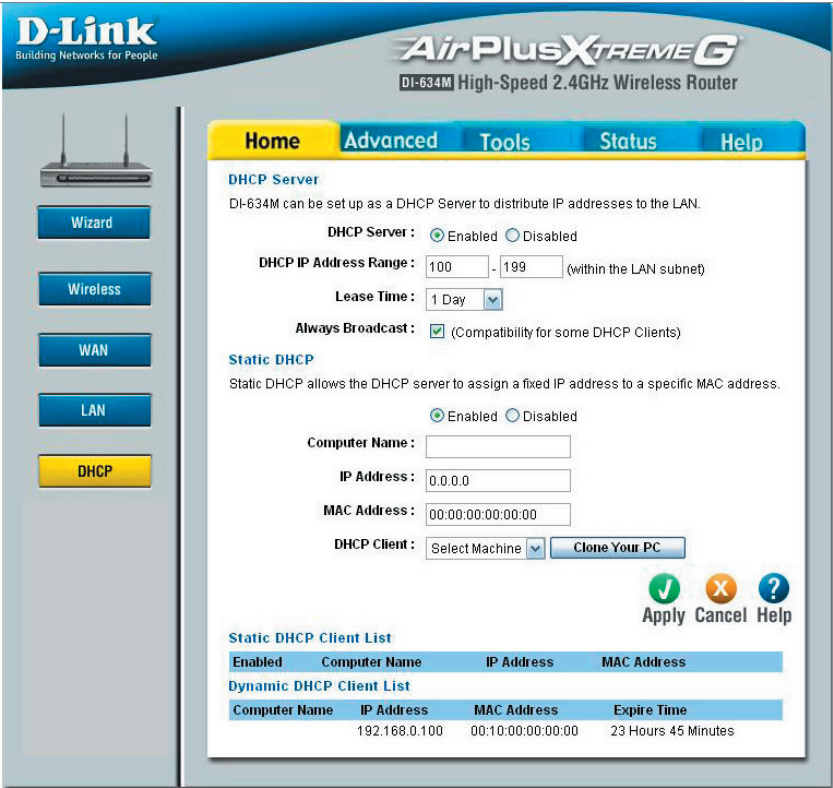 D-Link
Building Networks for People
AirPlusXTREMEG
DI-634M High-Speed 2.4GHz Wireless Router
Home Advanced Tools Status Help
Wizard
Wireless
WAN
LAN
DHCP
DHCP Server
DI-634M can be set up as a DHCP Server to distribute IP addresses to the LAN.
DHCP Server : Enabled Disabled
DHCP IP Address Range : 100 - 199 (within the LAN subnet)
Lease Time : 1 Day
Always Broadcast : (Compatibility for some DHCP Clients)
Static DHCP
Static DHCP allows the DHCP server to assign a fixed IP address to a specific MAC address.
Enabled Disabled
Computer Name :
IP Address : 0.0.0.0
MAC Address : 00:00:00:00:00:00
DHCP Client : Select Machine Clone Your PC
Apply Cancel Help
Static DHCP Client List
Enabled Computer Name IP Address MAC Address
Dynamic DHCP Client List
Computer Name IP Address MAC Address Expire Time
192.168.0.100 00:10:00:00:00:00 23 Hours 45 Minutes